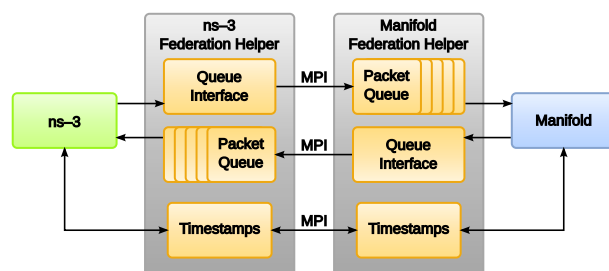 ns–3
Federation Helper
Manifold
Federation Helper
Queue
Interface
MPI
Packet
Queue
ns–3
Manifold
Packet
Queue
MPI
Queue
Interface
Timestamps
MPI
Timestamps